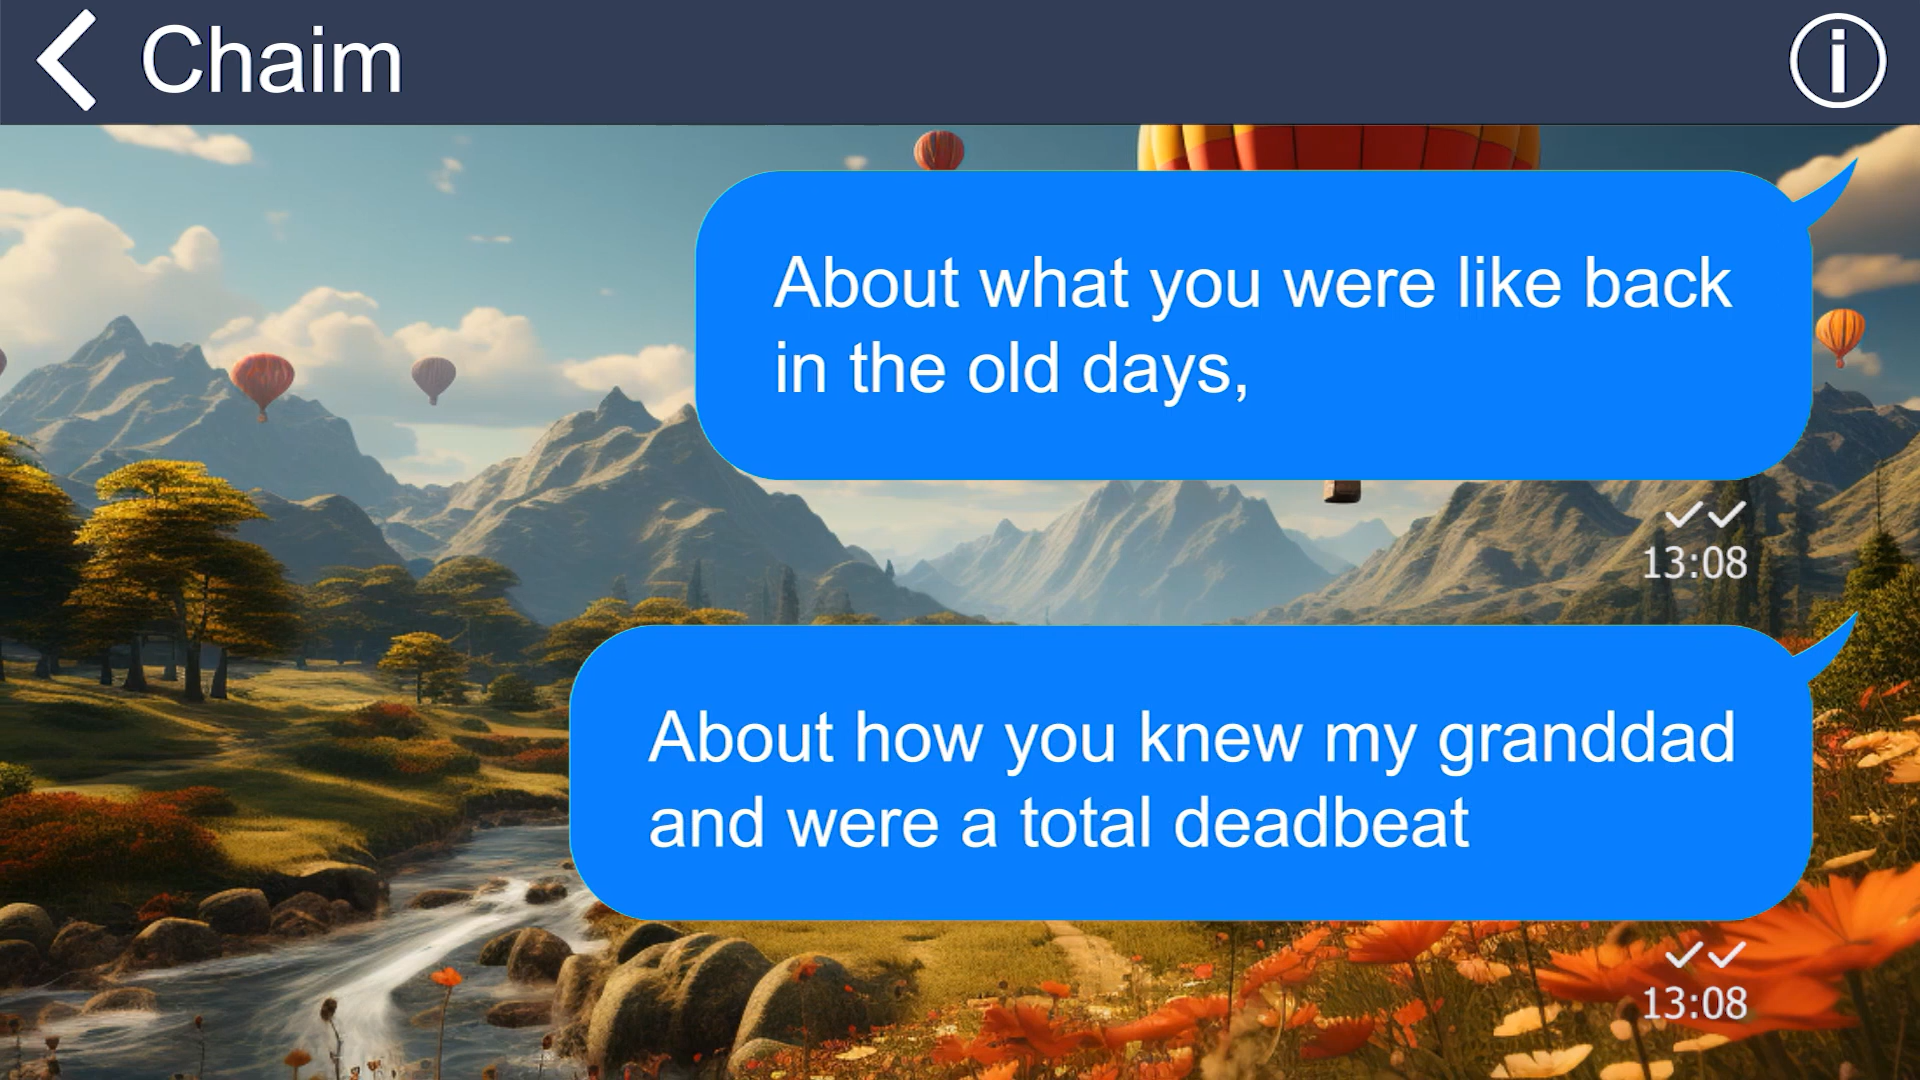 Chaim
About what you were like back
in the old days,
13:08
About how you knew my granddad
and were a total deadbeat
13:08